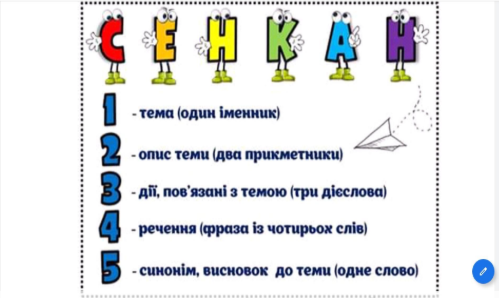 СЕНКАН
1 - тема (один іменник)
2 - опис теми (два прикметники)
3 - дії, пов'язані з темою (три дієслова)
4 - речення (фраза із чотирьох слів)
5 - синонім, висновок до теми (одне слово)